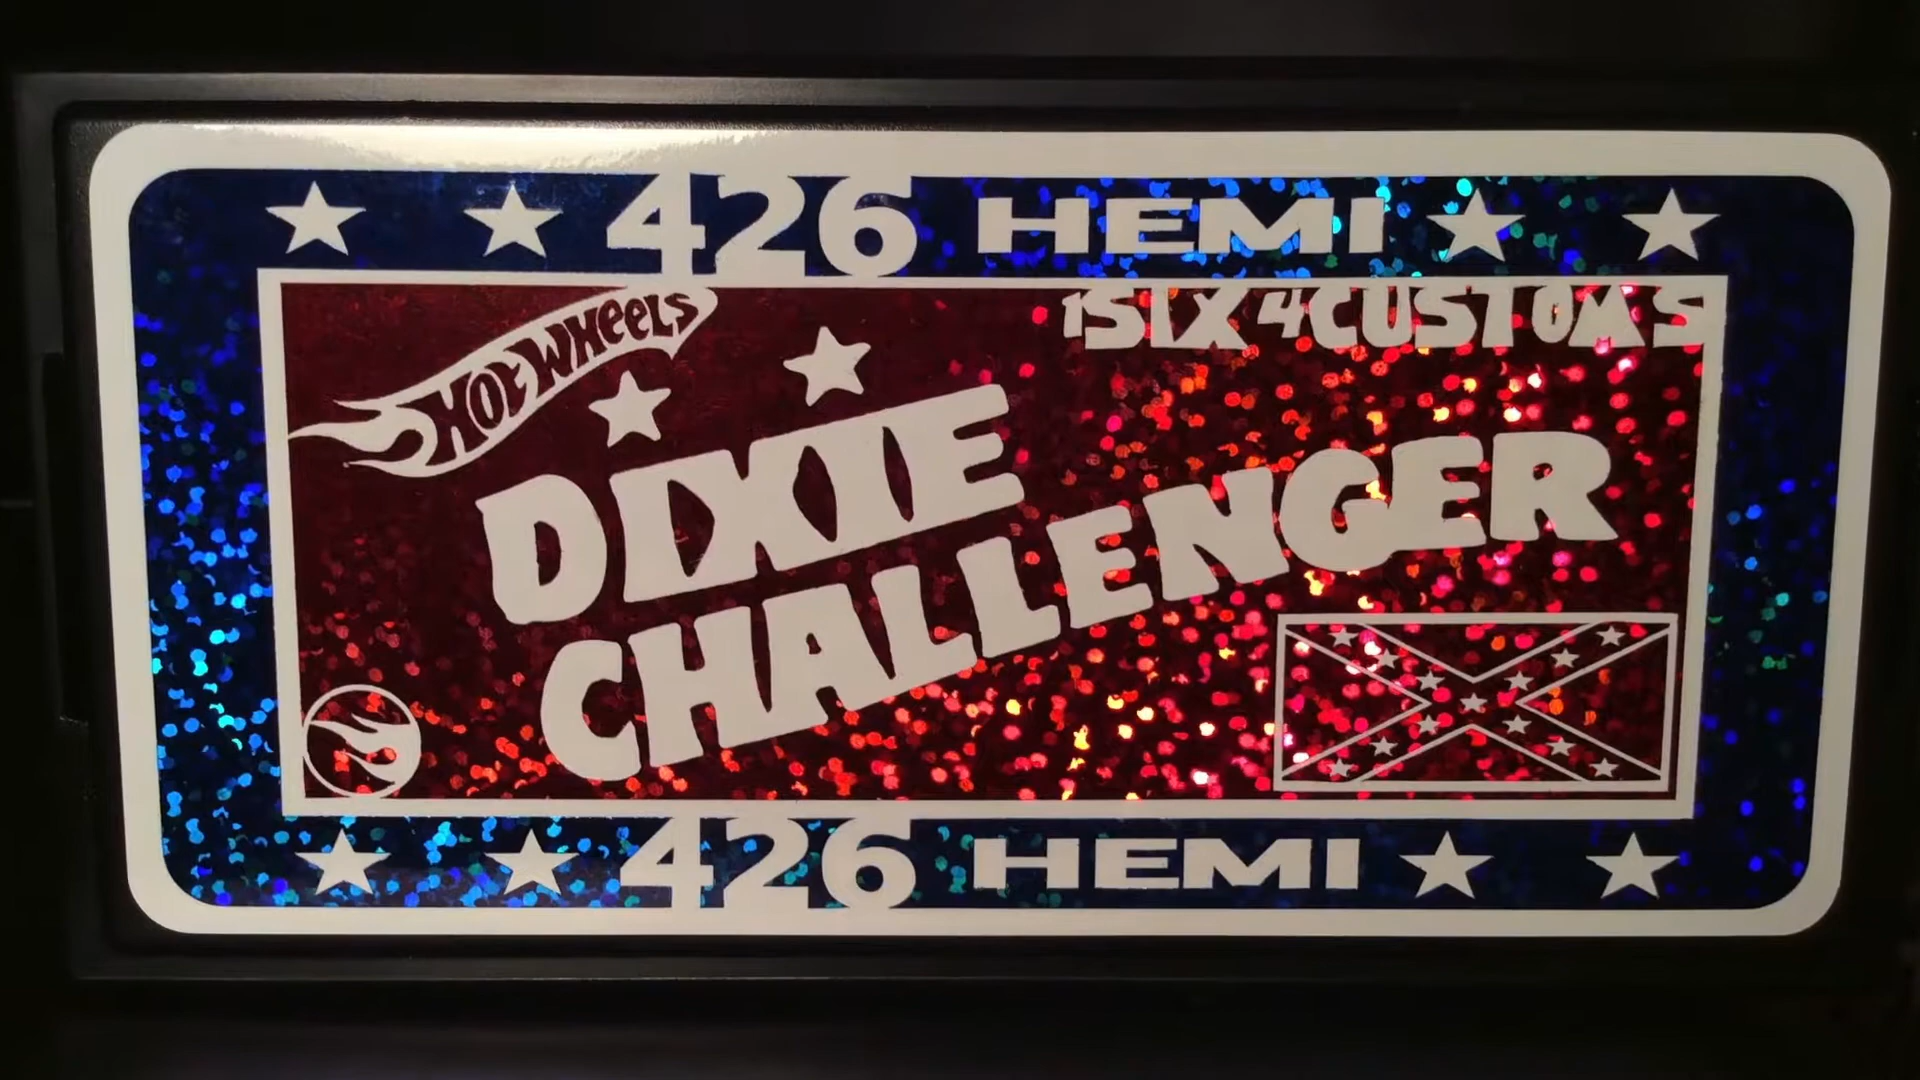 426 HEMI
HOT WHEELS
1SIX4CUSTOMS
DIXIE
CHALLENGER
426 HEMI